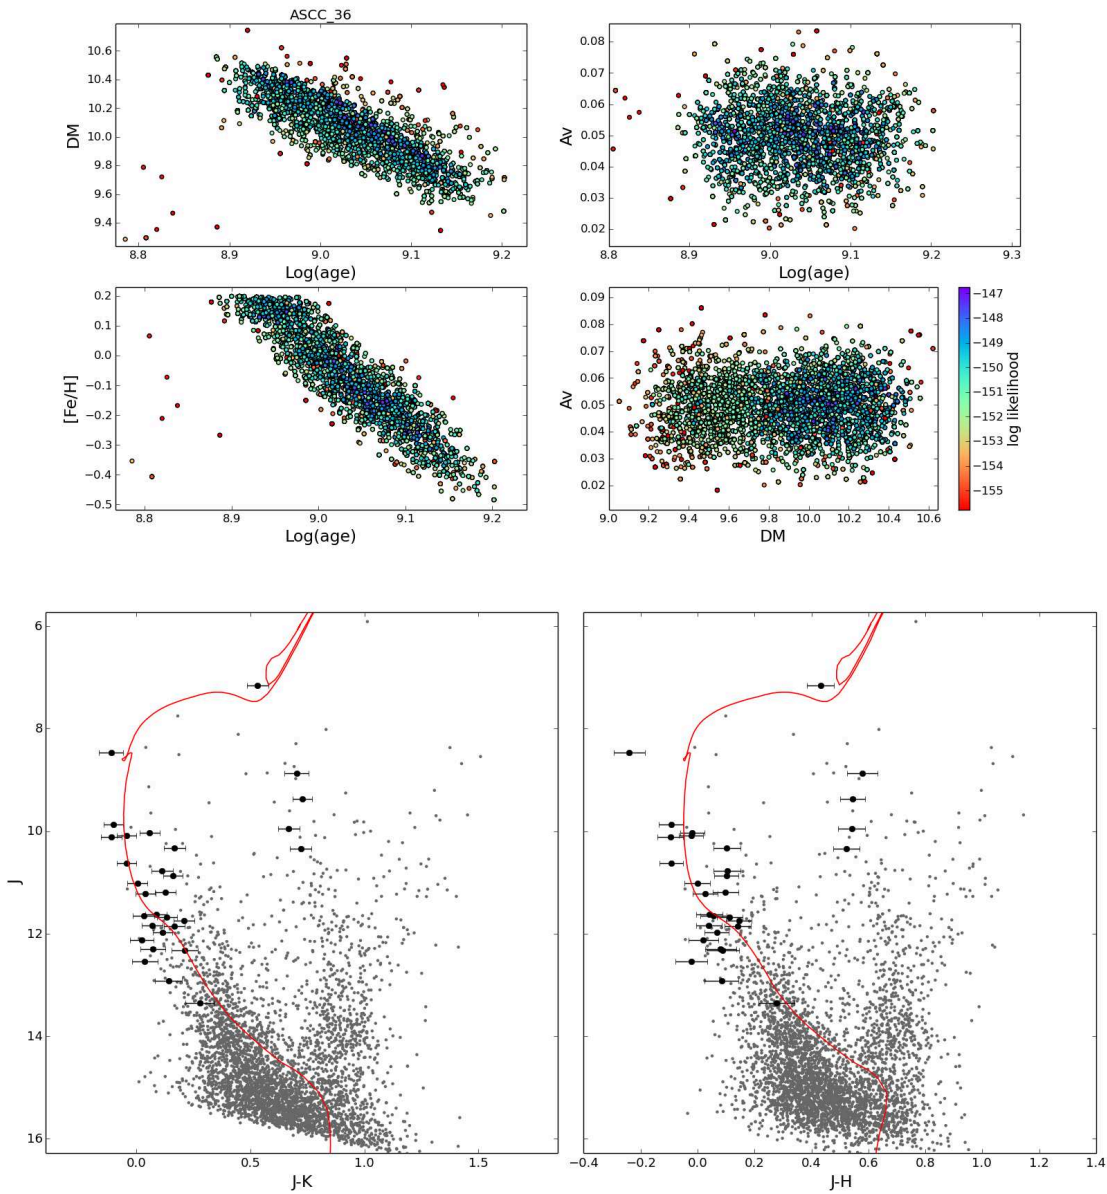 ASCC_36
10.6
10.4
10.2
10.0
9.8
9.6
9.4
DM
8.8 8.9 9.0 9.1 9.2
Log(age)
0.08
0.07
0.06
0.05
0.04
0.03
0.02
Av
8.8 8.9 9.0 9.1 9.2 9.3
Log(age)
0.2
0.1
0.0
−0.1
−0.2
−0.3
−0.4
−0.5
[Fe/H]
8.8 8.9 9.0 9.1 9.2
Log(age)
0.09
0.08
0.07
0.06
0.05
0.04
0.03
0.02
Av
9.0 9.2 9.4 9.6 9.8 10.0 10.2 10.4 10.6
DM
−147
−148
−149
−150
−151
−152
−153
−154
−155
log likelihood
6
8
10
12
14
16
J
0.0 0.5 1.0 1.5
J-K
−0.4 −0.2 0.0 0.2 0.4 0.6 0.8 1.0 1.2 1.4
J-H